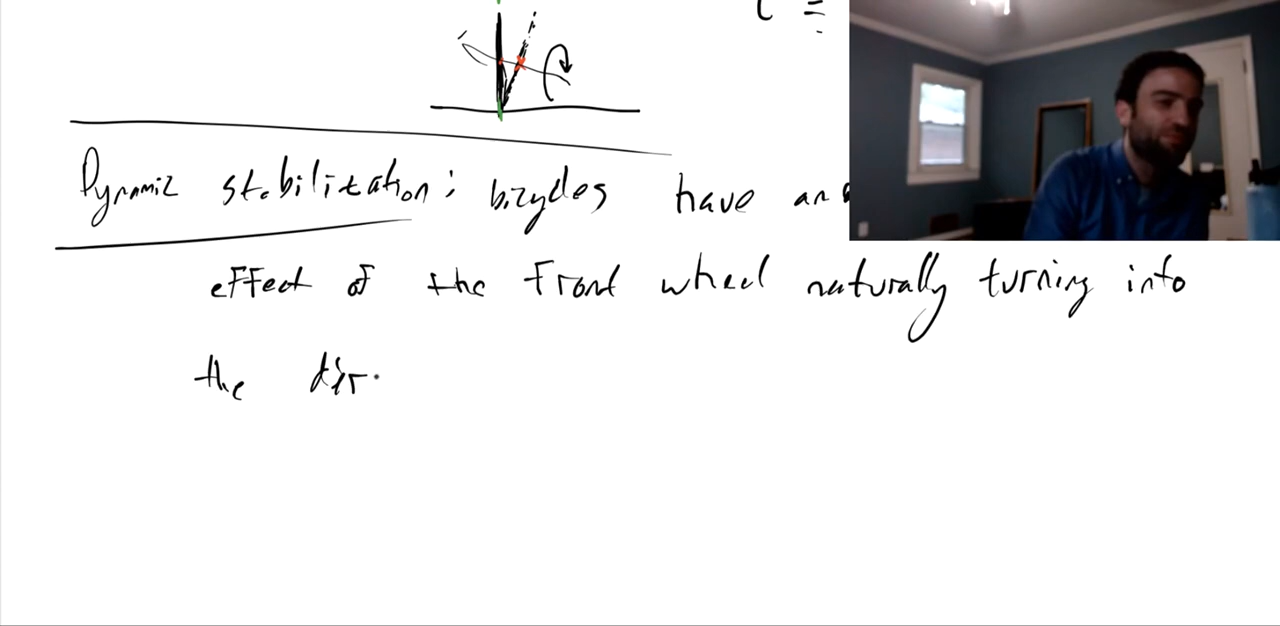 τ =
Dynamic stabilization : bicycles have an
effect of the front wheel naturally turning into
the dir